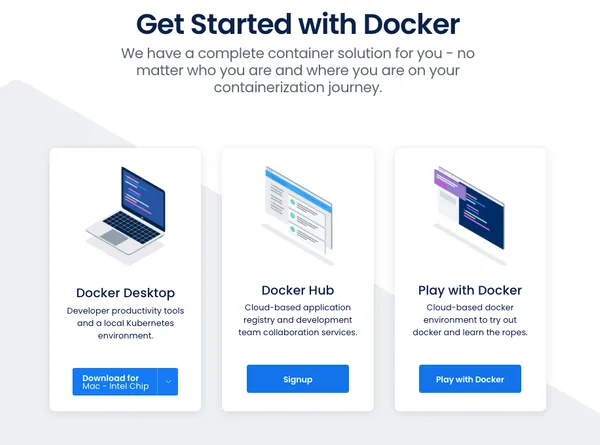 Get Started with Docker
We have a complete container solution for you - no
matter who you are and where you are on your
containerization journey.
Docker Desktop
Developer productivity tools
and a local Kubernetes
environment.
Download for
Mac - Intel Chip
Docker Hub
Cloud-based application
registry and development
team collaboration services.
Signup
Play with Docker
Cloud-based docker
environment to try out
docker and learn the ropes.
Play with Docker